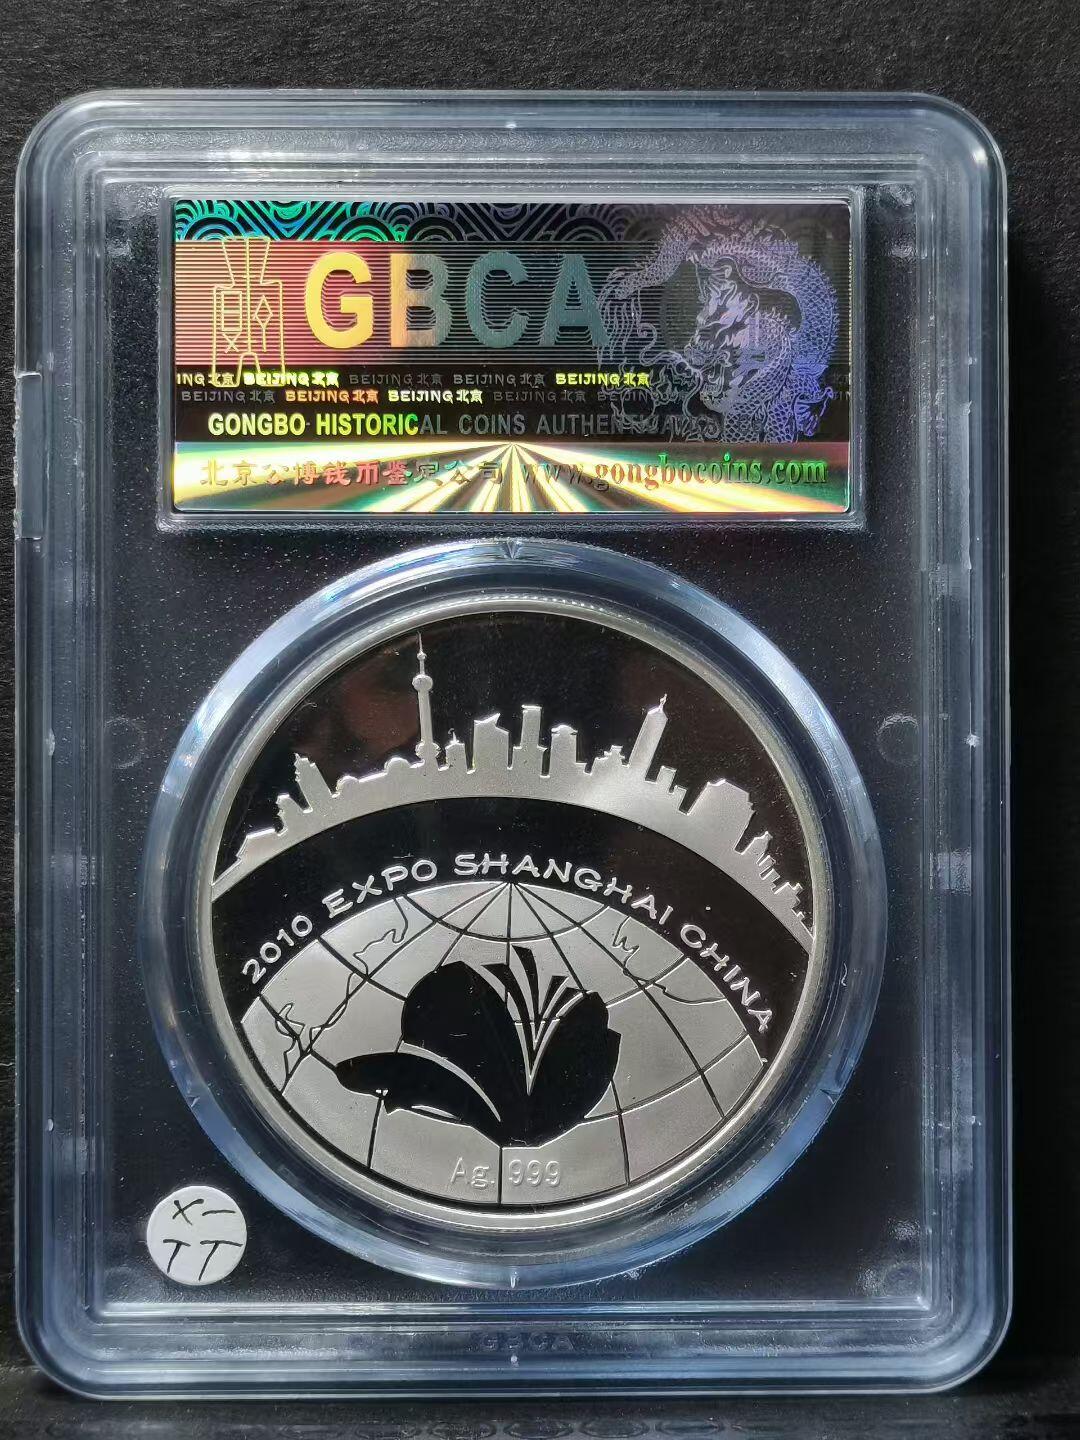 GBCA
ING北京 BEIJING北京 BEIJING北京 BEIJING北京 BEIJING北京
BEIJING北京 BEIJING北京 BEIJING北京 BEIJING北京
GONGBO HISTORICAL COINS
北京公博钱币鉴定公司 www.gongbocoins.com
2010 EXPO SHANGHAI CHINA
Ag. 999
X-
TT
GBCA